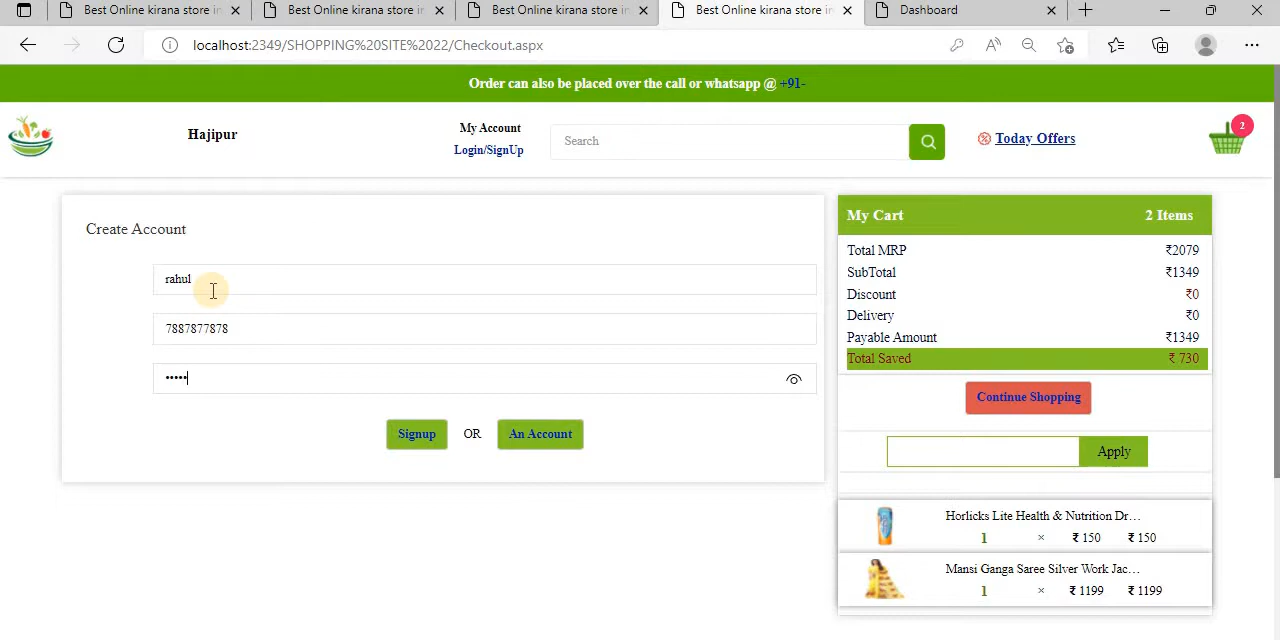 Best Online kirana store in
Best Online kirana store in
Best Online kirana store in
Best Online kirana store in
Dashboard
localhost:2349/SHOPPING%20SITE%2022/Checkout.aspx
Order can also be placed over the call or whatsapp @ +91-
Hajipur
My Account
Login/SignUp
Search
Today Offers
2
Create Account
rahul
7887877878
•••••
Signup
OR
An Account
My Cart 2 Items
Total MRP ₹2079
SubTotal ₹1349
Discount ₹0
Delivery ₹0
Payable Amount ₹1349
Total Saved ₹ 730
Continue Shopping
Apply
Horlicks Lite Health & Nutrition Dr…
1 × ₹ 150 ₹ 150
Mansi Ganga Saree Silver Work Jac…
1 × ₹ 1199 ₹ 1199